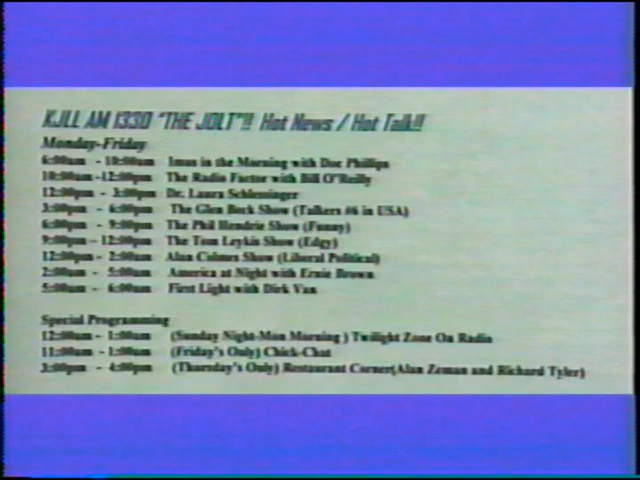 KJLL AM 1330 "THE JOLT"!! Hot News / Hot Talk!!
Monday-Friday
6:00am - 10:00am Imus in the Morning with Doc Phillips
10:00am - 12:00pm The Radio Factor with Bill O'Reilly
12:00pm - 3:00pm Dr. Laura Schlessinger
3:00pm - 6:00pm The Glen Beck Show (Talkers #6 in USA)
6:00pm - 9:00pm The Phil Hendrie Show (Funny)
9:00pm - 12:00pm The Tom Leykis Show (Edgy)
12:00pm - 2:00am Alan Colmes Show (Liberal Political)
2:00am - 5:00am America at Night with Ernie Brown
5:00am - 6:00am First Light with Dirk Van
Special Programming
12:00am - 1:00am (Sunday Night-Mon Morning ) Twilight Zone On Radio
11:00am - 1:00am (Friday's Only) Chick-Chat
3:00pm - 4:00pm (Thursday's Only) Restaurant Corner(Alan Zeman and Richard Tyler)